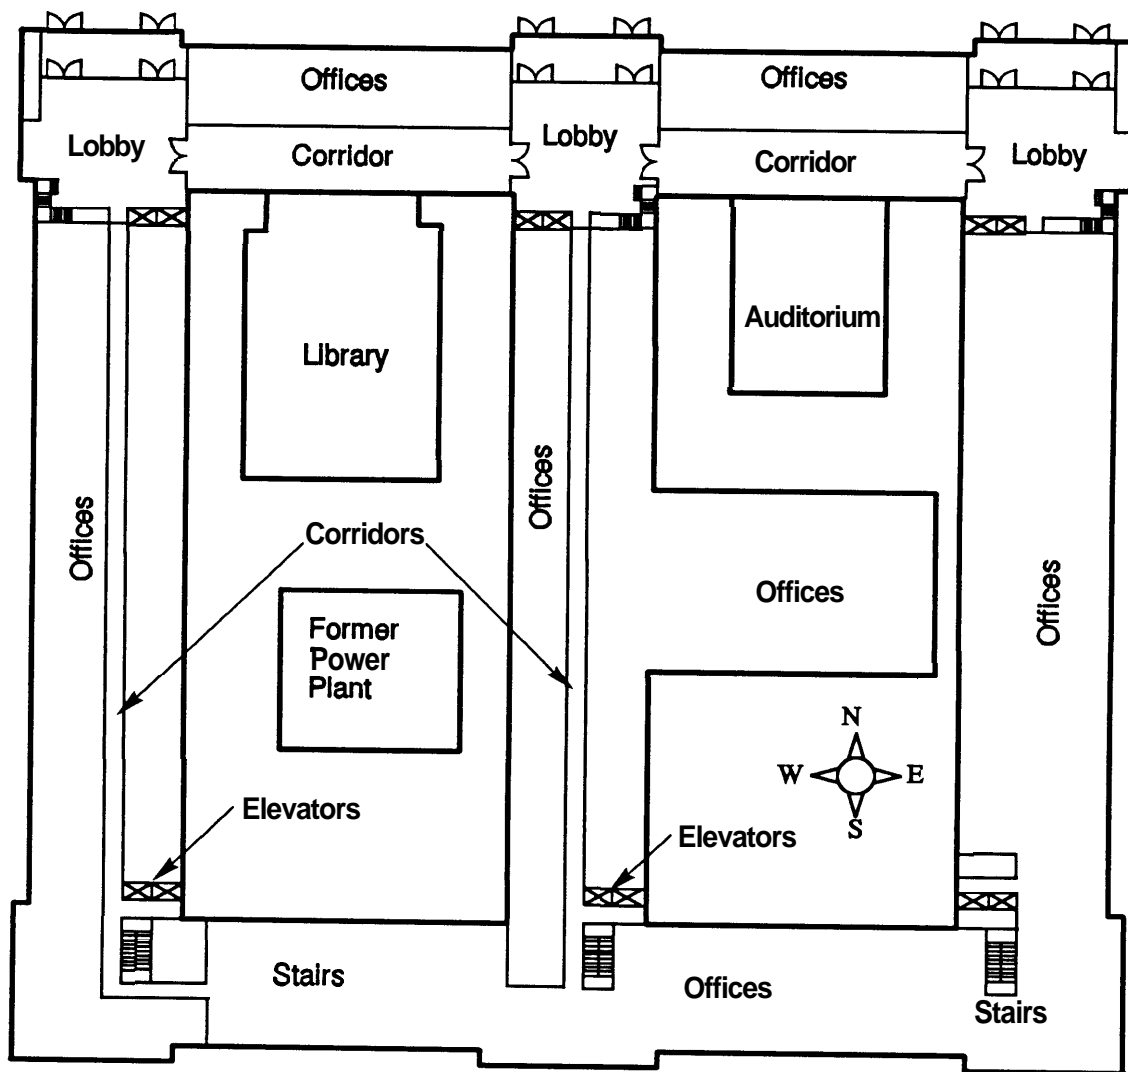 Offices
Offices
Lobby
Corridor
Lobby
Corridor
Lobby
Auditorium
Library
Offices
Offices
Corridors
Offices
Offices
Former
Power
Plant
N
W
E
S
Elevators
Elevators
Stairs
Offices
Stairs